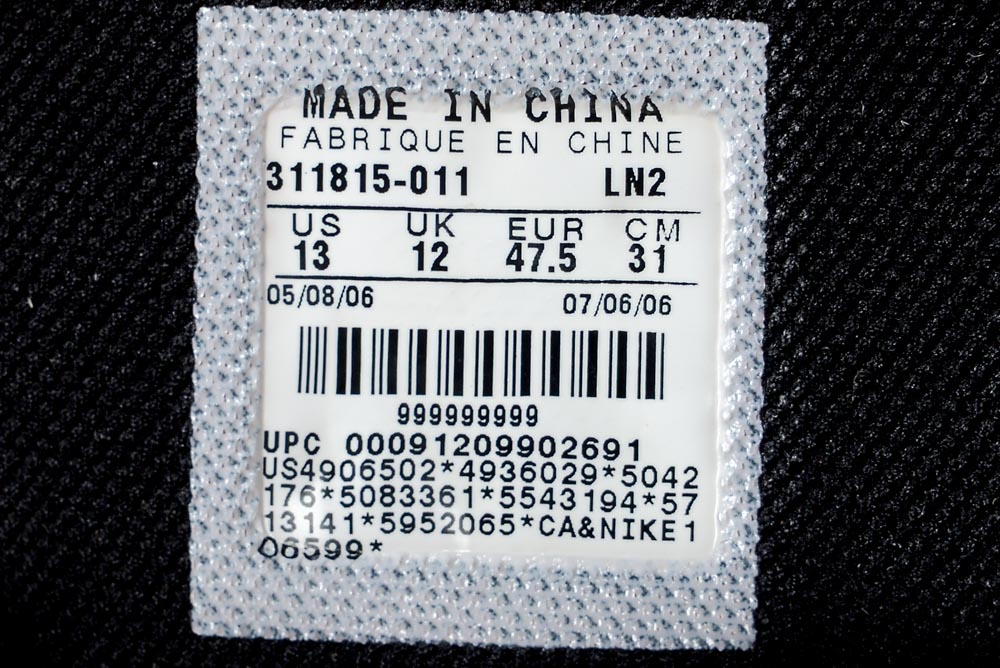 MADE IN CHINA
FABRIQUE EN CHINE
311815-011 LN2
US UK EUR CM
13 12 47.5 31
05/08/06 07/06/06
999999999
UPC 00091209902691
US4906502*4936029*5042
176*5083361*5543194*57
13141*5952065*CA&NIKE1
06599*